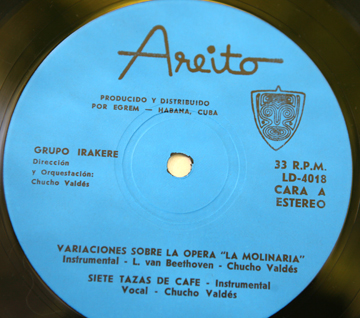 Areito
PRODUCIDO Y DISTRIBUIDO
POR EGREM — HABANA, CUBA
GRUPO IRAKERE
Dirección
y Orquestación:
Chucho Valdés
33 R.P.M.
LD-4018
CARA A
ESTEREO
VARIACIONES SOBRE LA OPERA "LA MOLINARIA"
Instrumental - L. van Beethoven - Chucho Valdés
SIETE TAZAS DE CAFE - Instrumental
Vocal - Chucho Valdés